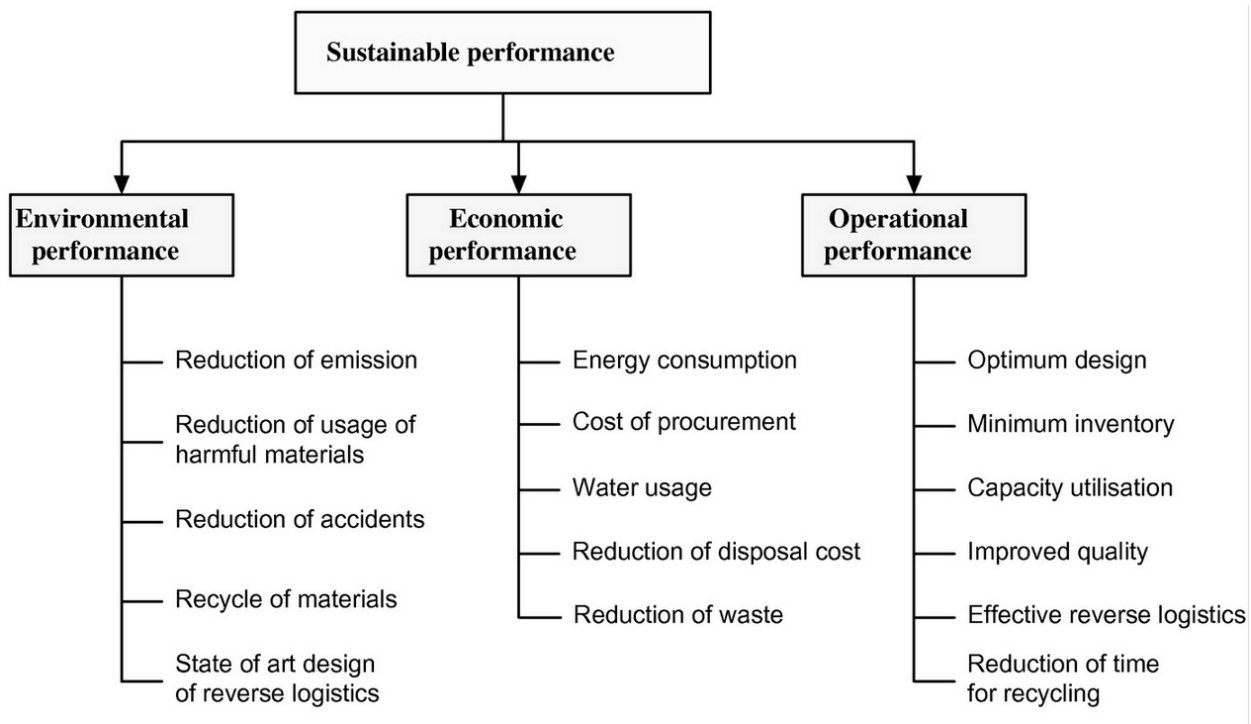 Sustainable performance
Environmental
performance
Economic
performance
Operational
performance
Reduction of emission
Reduction of usage of
harmful materials
Reduction of accidents
Recycle of materials
State of art design
of reverse logistics
Energy consumption
Cost of procurement
Water usage
Reduction of disposal cost
Reduction of waste
Optimum design
Minimum inventory
Capacity utilisation
Improved quality
Effective reverse logistics
Reduction of time
for recycling